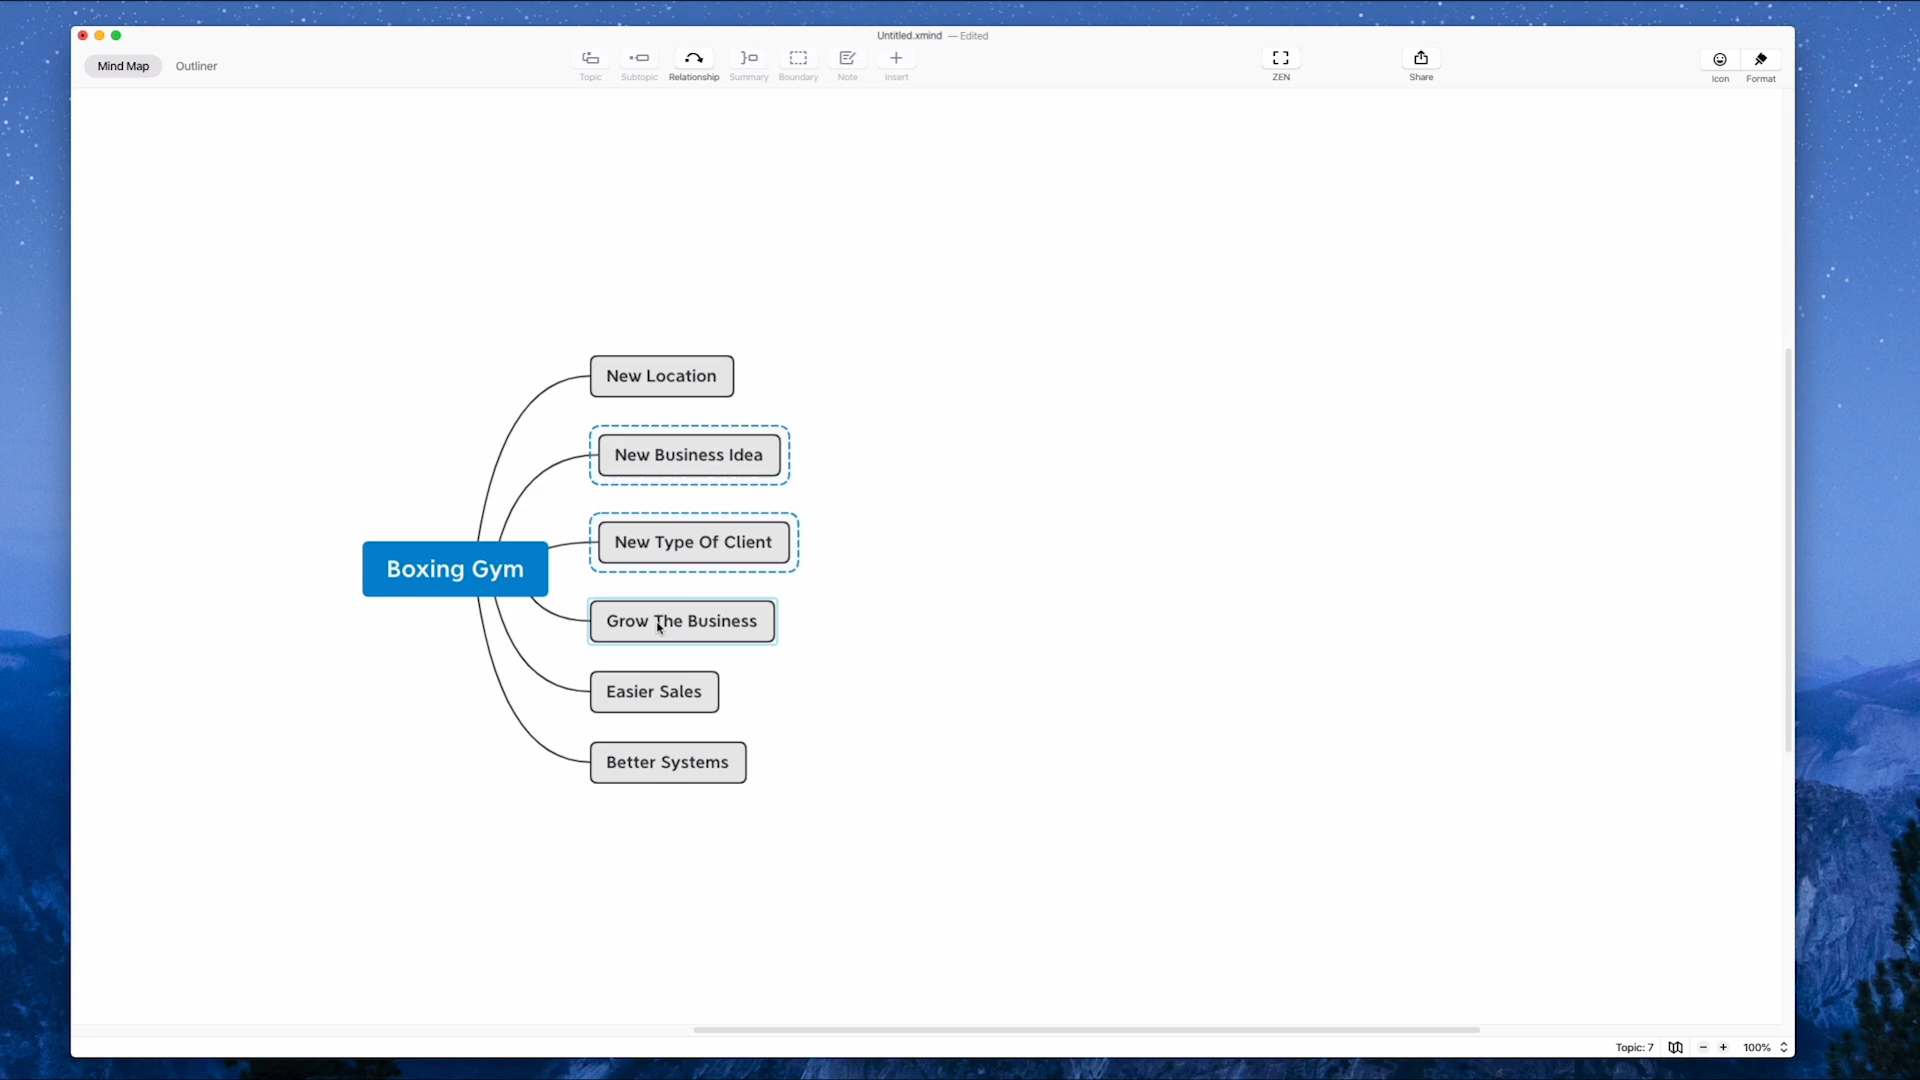 Untitled.xmind — Edited
Mind Map
Outliner
Topic
Subtopic
Relationship
Summary
Boundary
Note
Insert
ZEN
Share
Icon
Format
New Location
New Business Idea
New Type Of Client
Boxing Gym
Grow The Business
Easier Sales
Better Systems
Topic: 7
100%